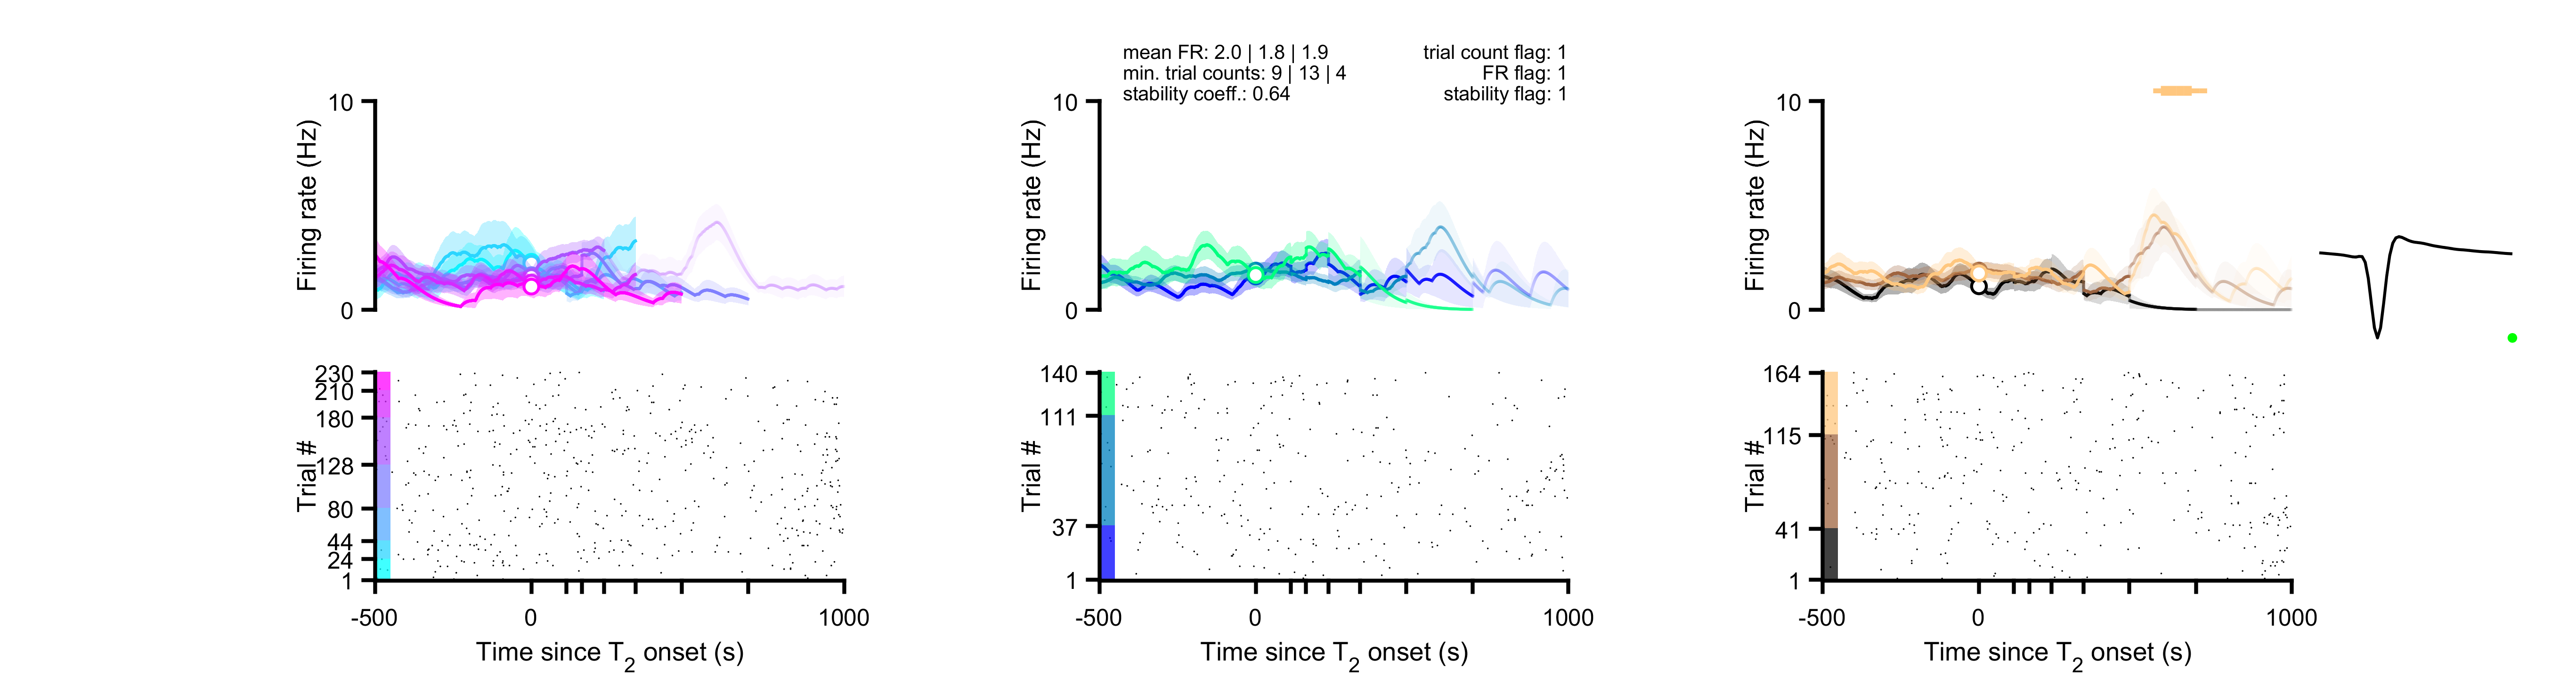 mean FR: 2.0 | 1.8 | 1.9
min. trial counts: 9 | 13 | 4
stability coeff.: 0.64
trial count flag: 1
FR flag: 1
stability flag: 1
10
Firing rate (Hz)
0
230
210
180
128
80
44
24
1
Trial #
-500
0
1000
Time since T2 onset (s)
10
Firing rate (Hz)
0
140
111
37
1
Trial #
-500
0
1000
Time since T2 onset (s)
10
Firing rate (Hz)
0
164
115
41
1
Trial #
-500
0
1000
Time since T2 onset (s)